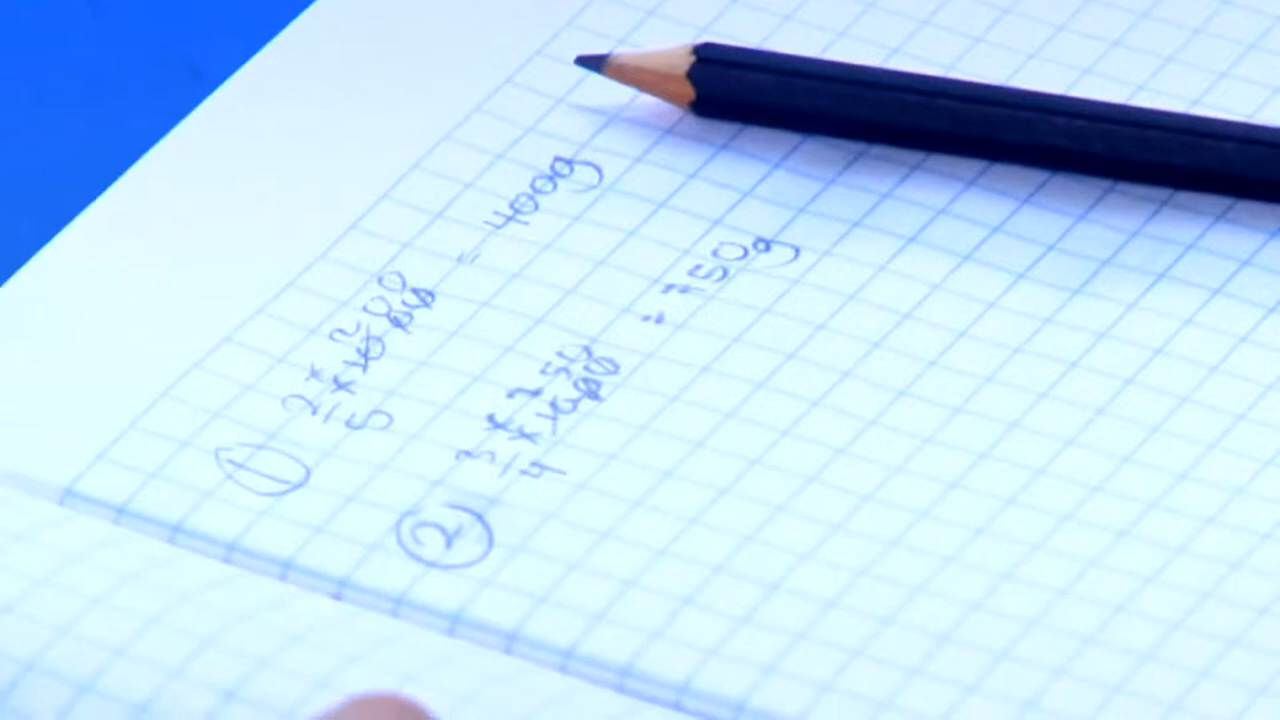 ① 2/5 × 1000 = 400g
② 3/4 × 1000 = 750g